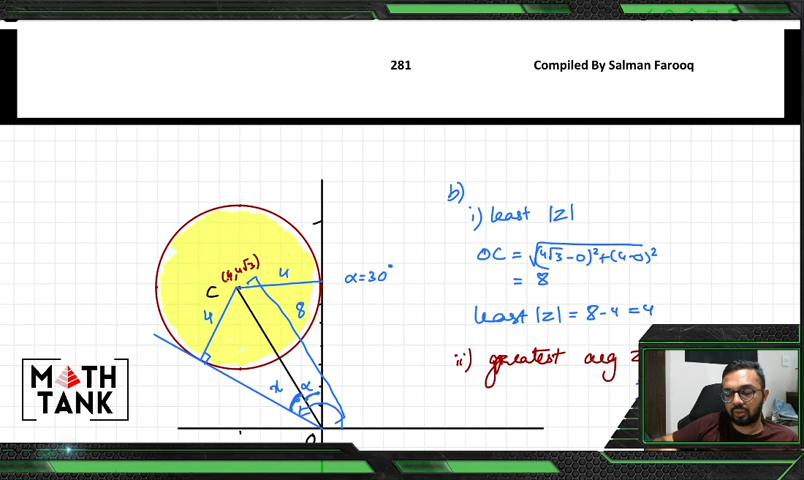 281 Compiled By Salman Farooq
b)
i) least |z|
(4,4√3)
C
4
α=30°
OC = √(4√3-0)²+(4-0)²
= 8
4
8
least |z| = 8-4 = 4
ii) greatest arg z
x
α
O
MATH
TANK